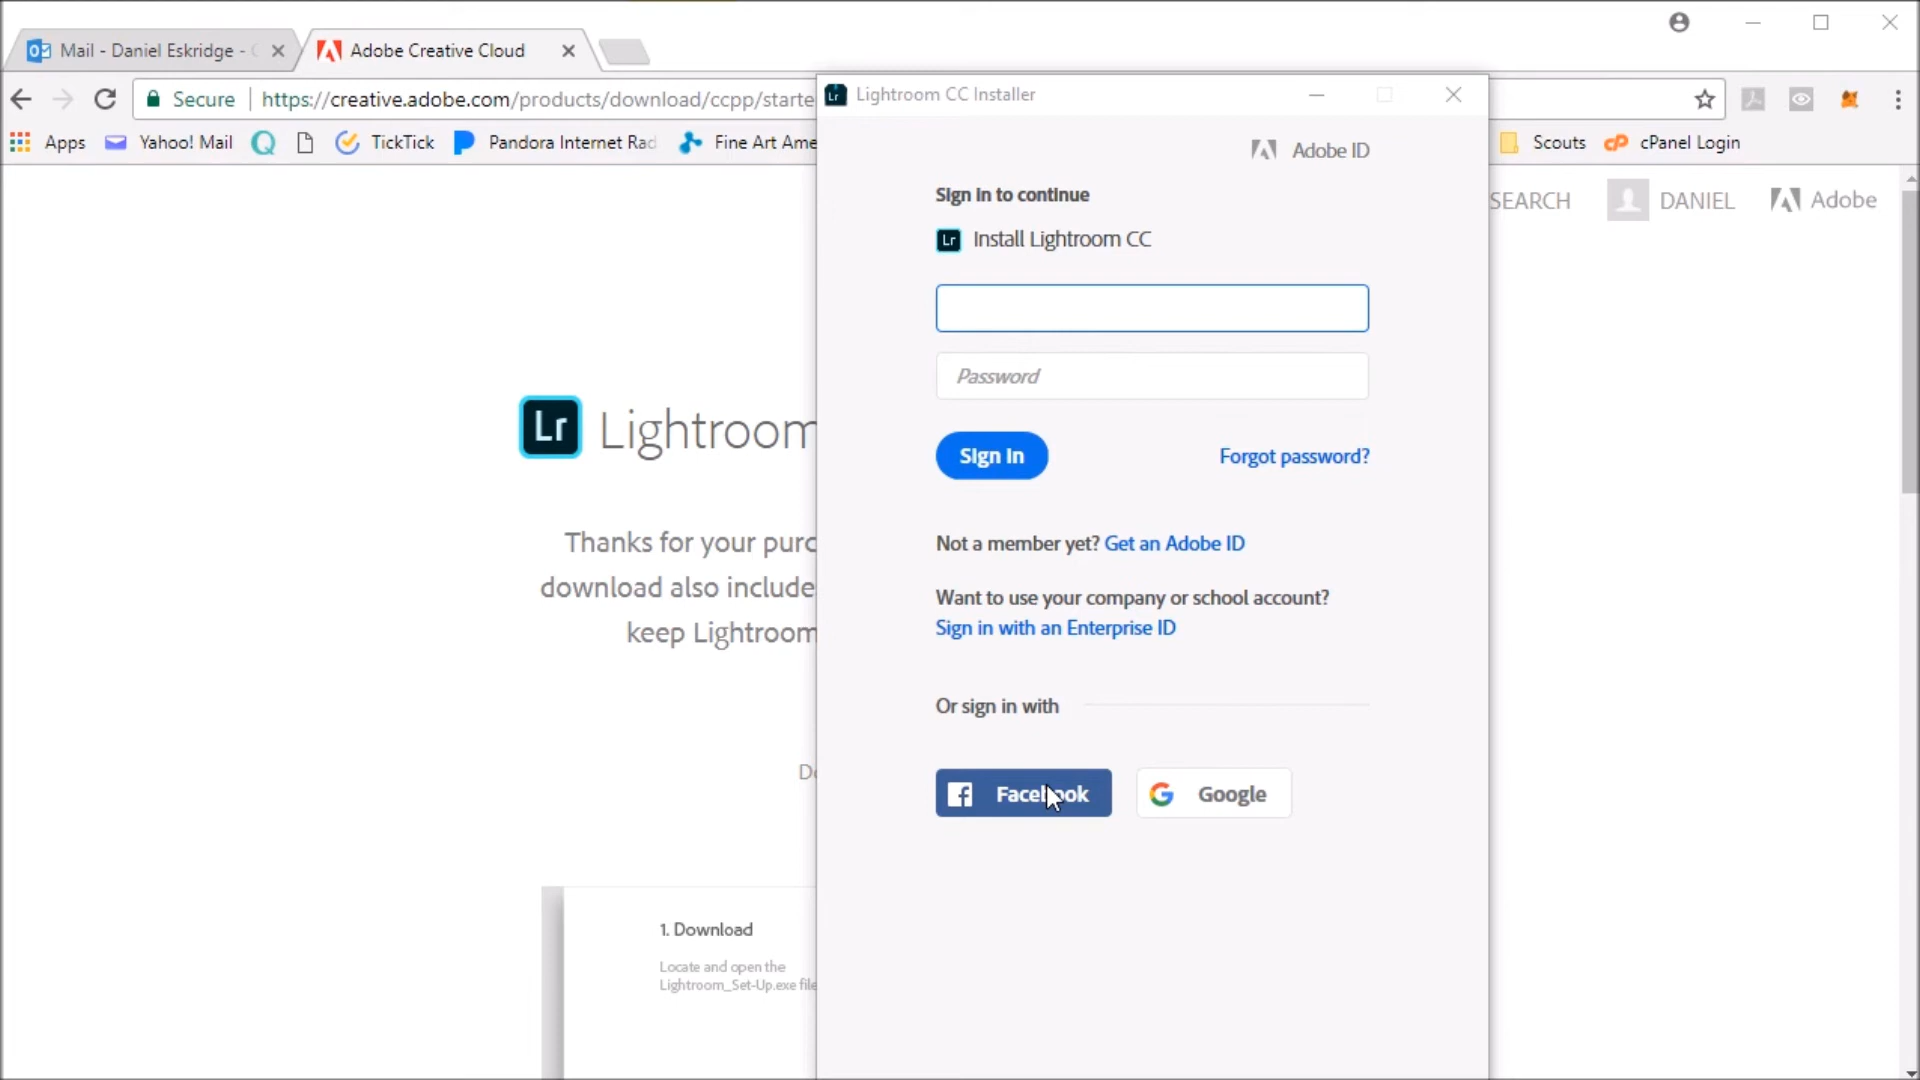 Mail - Daniel Eskridge -
Adobe Creative Cloud
Secure
https://creative.adobe.com/products/download/ccpp/starte
Apps
Yahoo! Mail
TickTick
Pandora Internet Rad
Fine Art Ame
Scouts
cP
cPanel Login
SEARCH
DANIEL
Adobe
Lr Lightroom
Thanks for your purc
download also include
keep Lightroom
1. Download
Locate and open the
Lightroom_Set-Up.exe file
Lightroom CC Installer
Adobe ID
Sign in to continue
Lr Install Lightroom CC
Password
Sign in
Forgot password?
Not a member yet? Get an Adobe ID
Want to use your company or school account?
Sign in with an Enterprise ID
Or sign in with
Facebook
Google